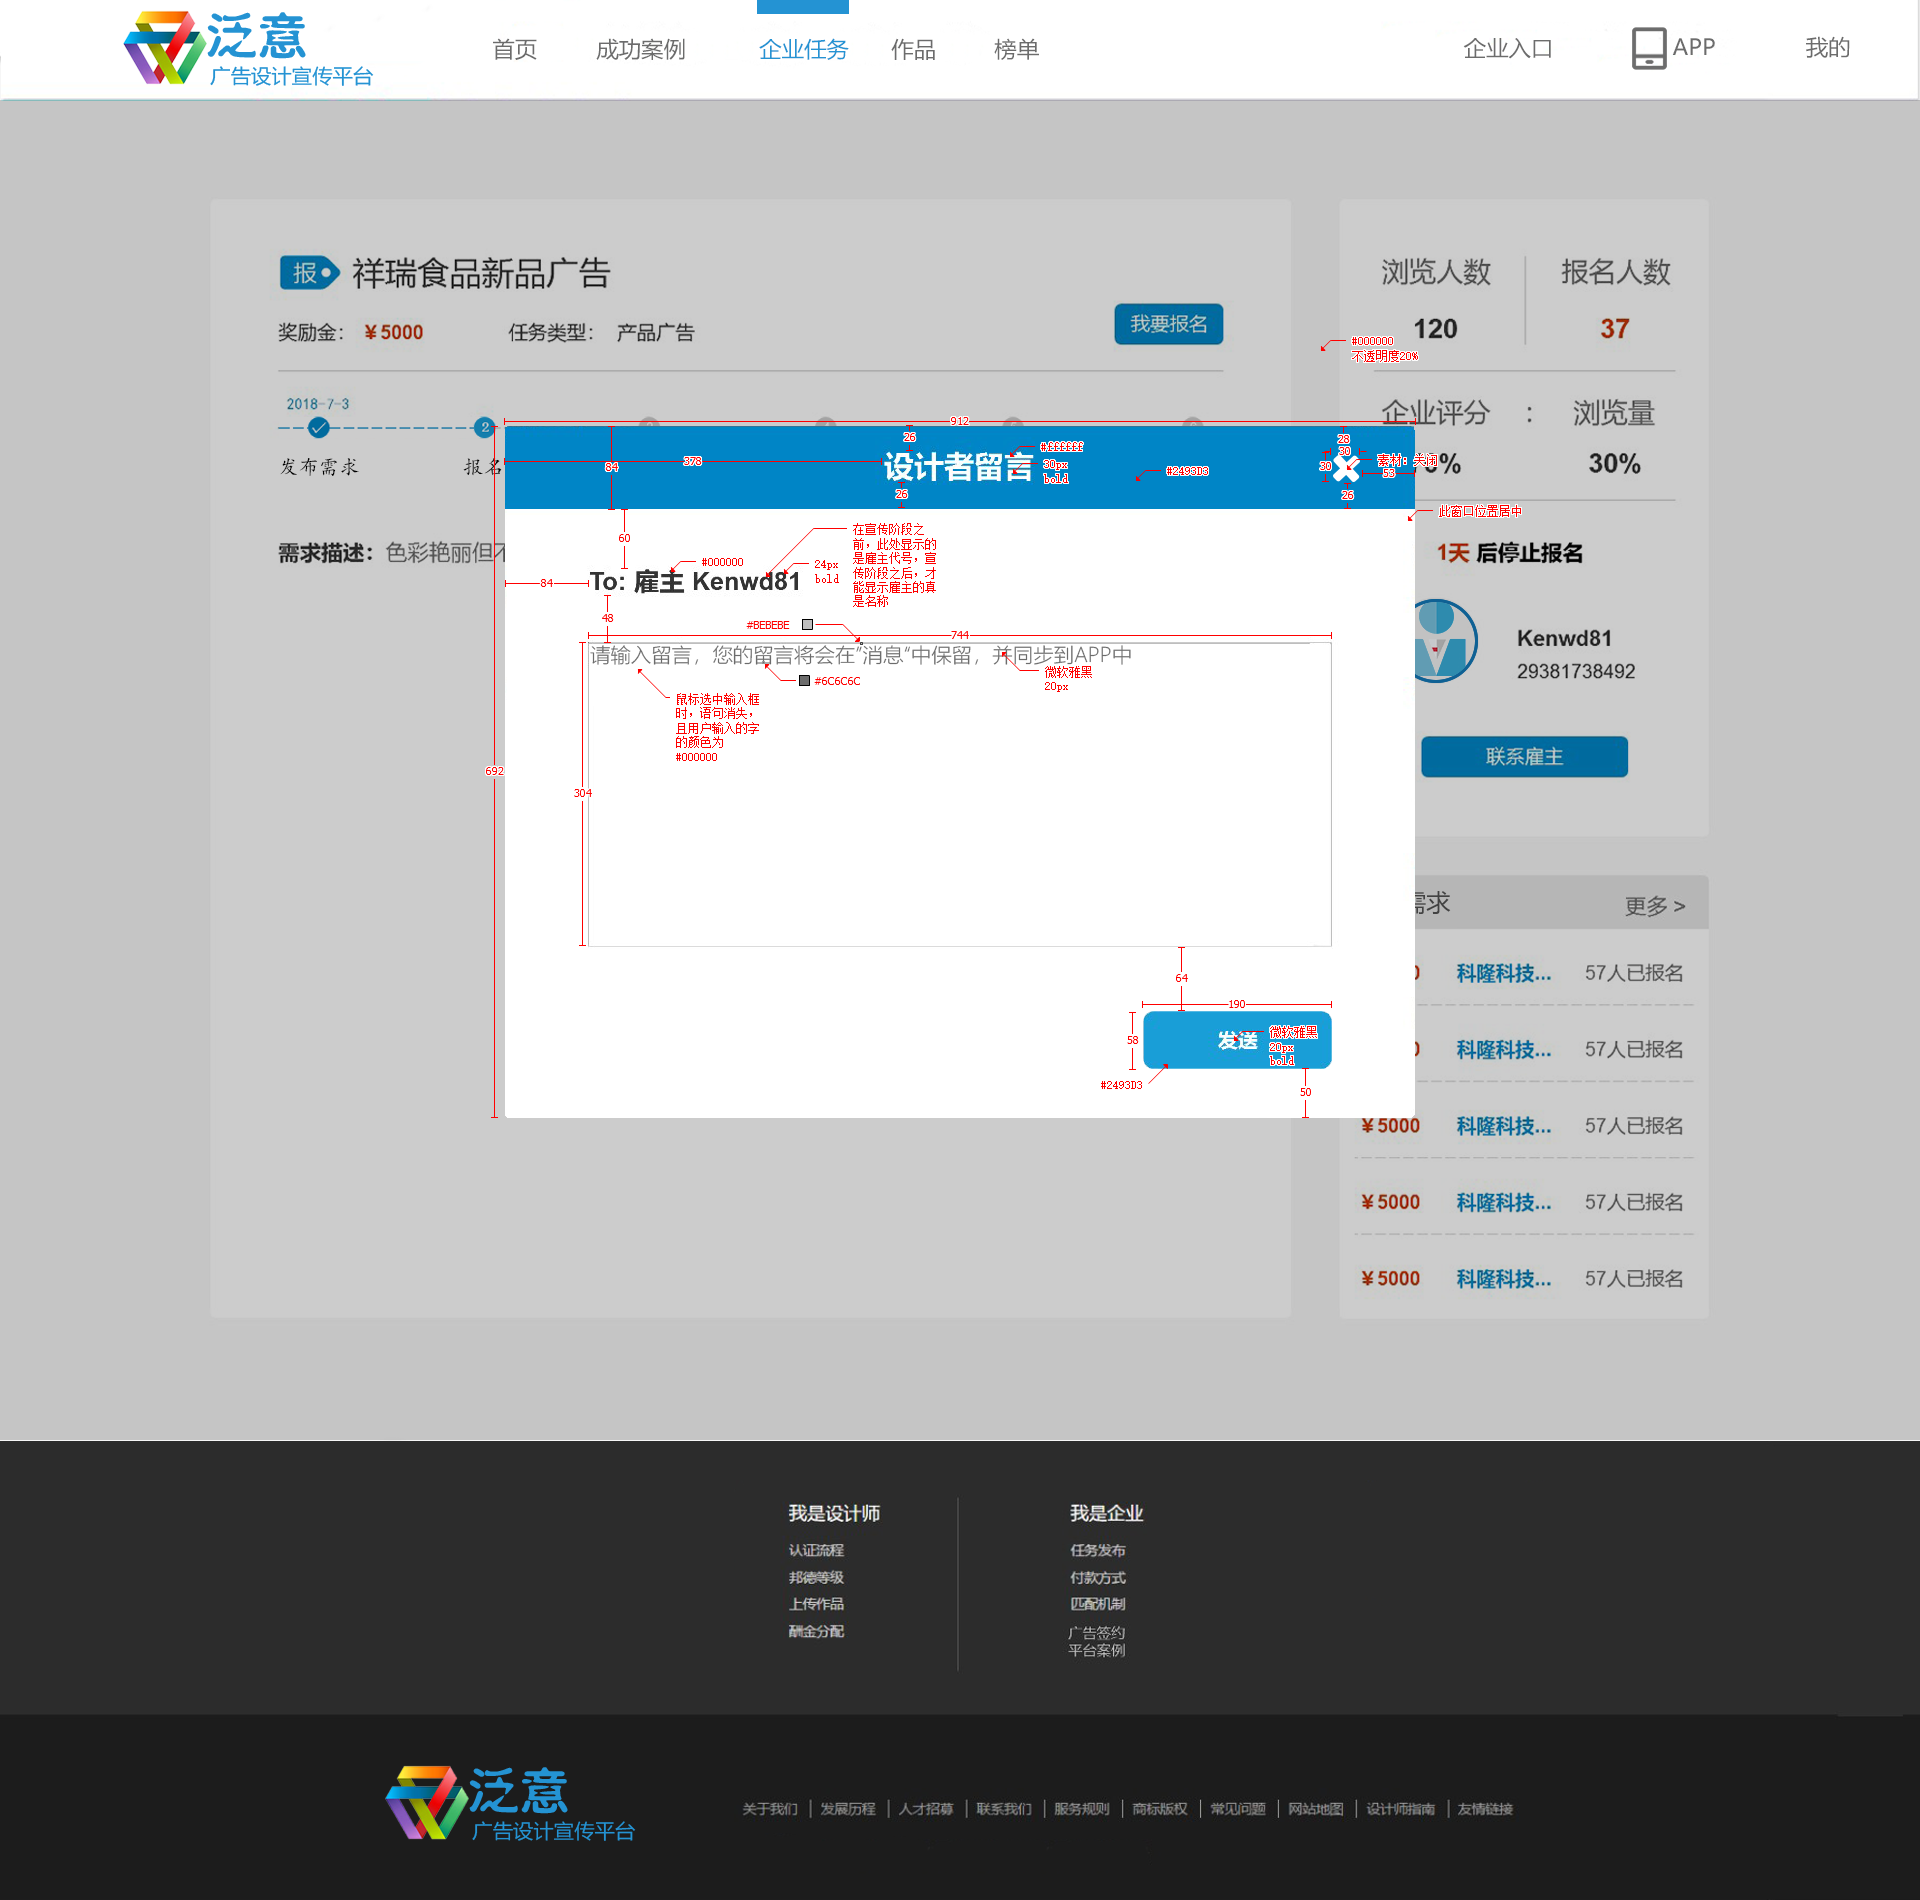 泛意
广告设计宣传平台
首页 成功案例 企业任务 作品 榜单
企业入口 APP 我的
报 祥瑞食品新品广告
奖励金: ¥5000 任务类型: 产品广告
我要报名
浏览人数 报名人数
120 37
#000000
不透明度20%
2018-7-3
2
发布需求 报名
企业评分 : 浏览量
0% 30%
912
26
84
378
设计者留言
#ffffff
30px
bold
26
#2493D3
28
30
30
素材: 关闭
53
26
此窗口位置居中
1天 后停止报名
需求描述: 色彩艳丽但不
60
#000000
84
To: 雇主 Kenwd81
24px
bold
在宣传阶段之
前，此处显示的
是雇主代号，宣
传阶段之后，才
能显示雇主的真
是名称
48
#BEBEBE
744
请输入留言，您的留言将会在"消息"中保留，并同步到APP中
#6C6C6C
微软雅黑
20px
鼠标选中输入框
时，语句消失，
且用户输入的字
的颜色为
#000000
692
304
Kenwd81
29381738492
联系雇主
需求 更多 >
0 科隆科技... 57人已报名
0 科隆科技... 57人已报名
¥5000 科隆科技... 57人已报名
¥5000 科隆科技... 57人已报名
¥5000 科隆科技... 57人已报名
64
190
58
发送
微软雅黑
20px
bold
#2493D3
50
我是设计师
认证流程
邦德等级
上传作品
酬金分配
我是企业
任务发布
付款方式
匹配机制
广告签约
平台案例
泛意
广告设计宣传平台
关于我们 | 发展历程 | 人才招募 | 联系我们 | 服务规则 | 商标版权 | 常见问题 | 网站地图 | 设计师指南 | 友情链接